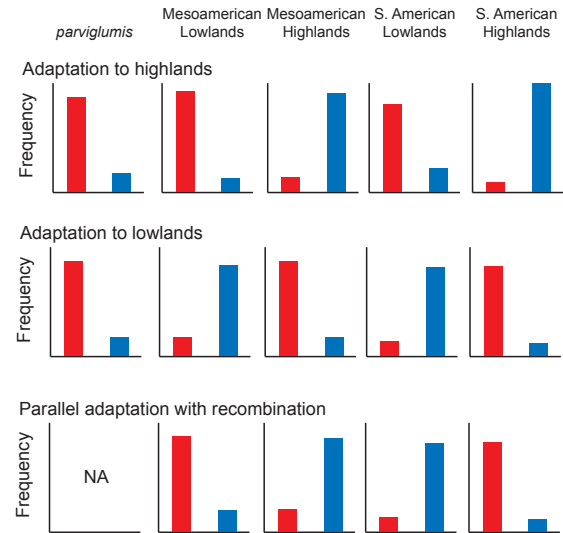 parviglumis
Mesoamerican
Lowlands
Mesoamerican
Highlands
S. American
Lowlands
S. American
Highlands
Adaptation to highlands
Frequency
Adaptation to lowlands
Frequency
Parallel adaptation with recombination
Frequency
NA